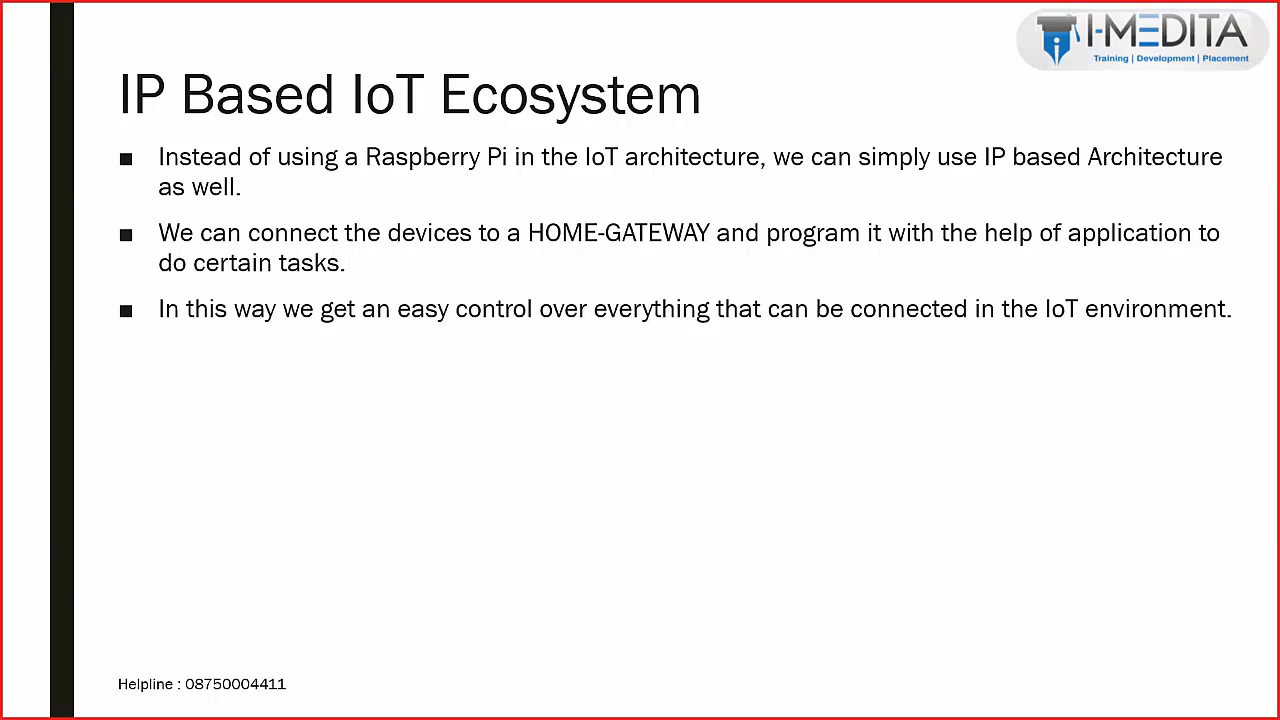 I-MEDITA
Training | Development | Placement
IP Based IoT Ecosystem
■ Instead of using a Raspberry Pi in the IoT architecture, we can simply use IP based Architecture
as well.
■ We can connect the devices to a HOME-GATEWAY and program it with the help of application to
do certain tasks.
■ In this way we get an easy control over everything that can be connected in the IoT environment.
Helpline : 08750004411